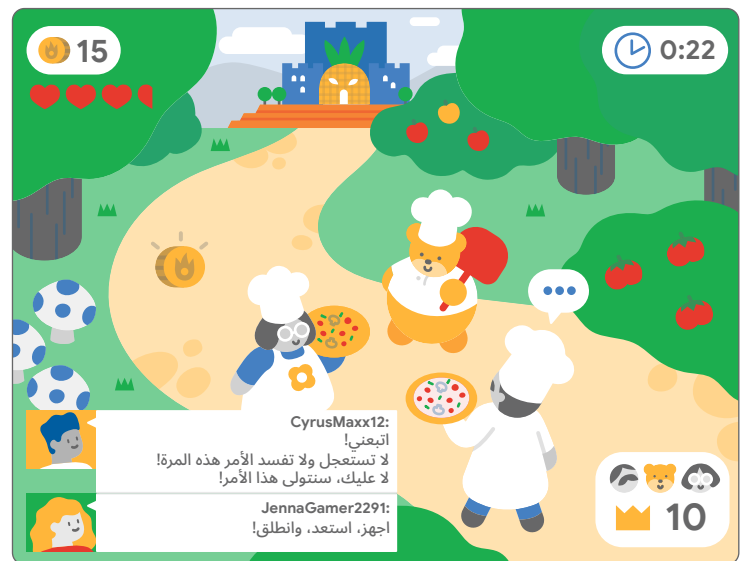 15
0:22
CyrusMaxx12:
اتبعني!
لا تستعجل ولا تفسد الأمر هذه المرة!
لا عليك، سنتولى هذا الأمر!
JennaGamer2291:
اجهز، استعد، وانطلق!
10